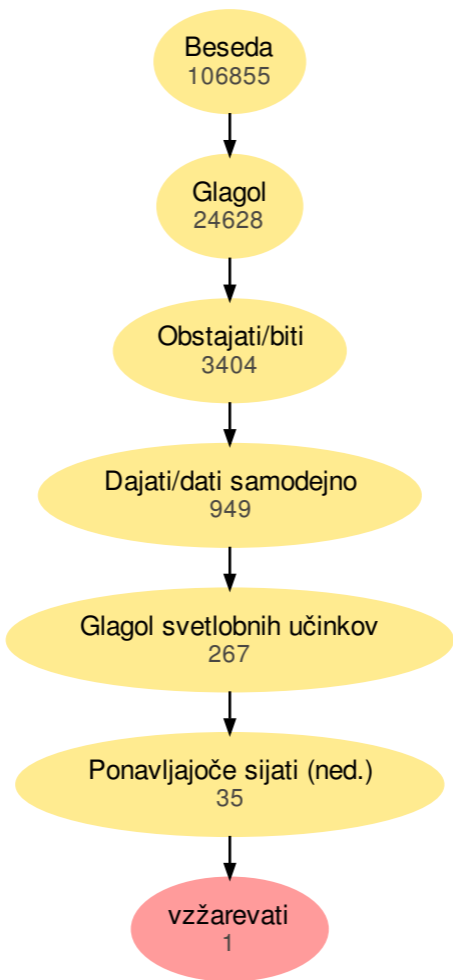 Beseda
106855
Glagol
24628
Obstajati/biti
3404
Dajati/dati samodejno
949
Glagol svetlobnih učinkov
267
Ponavljajoče sijati (ned.)
35
vzžarevati
1